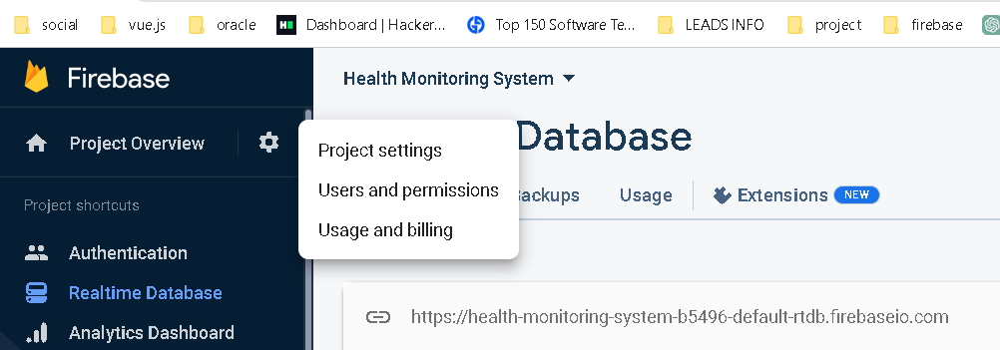 social
vue.js
oracle
Dashboard | Hacker...
Top 150 Software Te...
LEADS INFO
project
firebase
Firebase
Health Monitoring System
Project Overview
Project settings
Users and permissions
Usage and billing
Database
Backups
Usage
Extensions
NEW
Project shortcuts
Authentication
Realtime Database
Analytics Dashboard
https://health-monitoring-system-b5496-default-rtdb.firebaseio.com